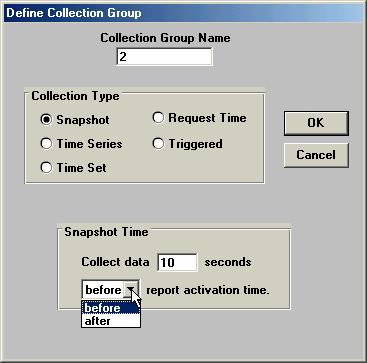 Define Collection Group
Collection Group Name
2
Collection Type
Snapshot
Request Time
Time Series
Triggered
Time Set
OK
Cancel
Snapshot Time
Collect data 10 seconds
before report activation time.
before
after